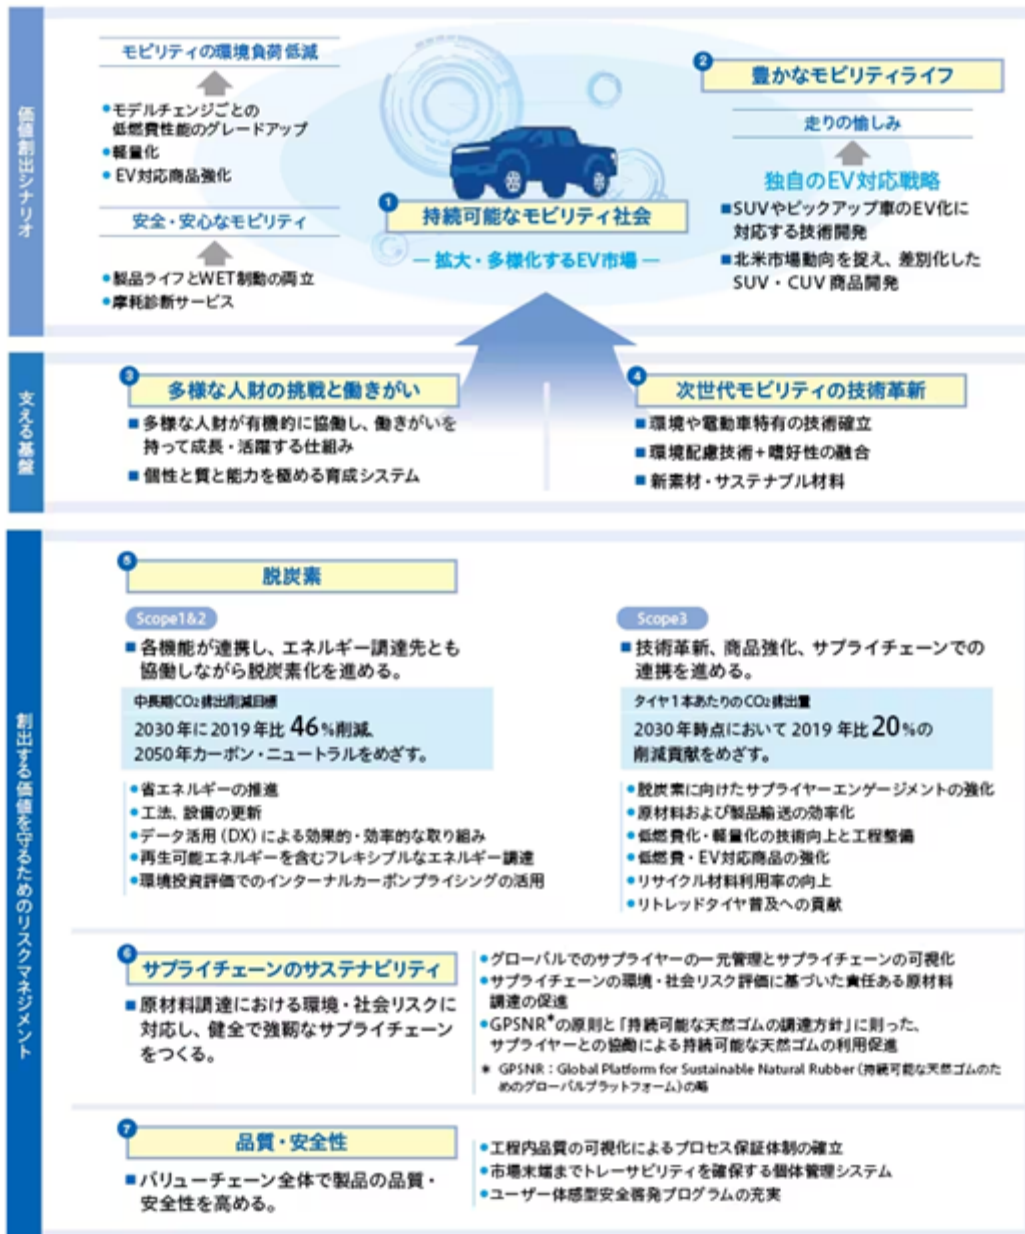 価値創出シナリオ
モビリティの環境負荷低減
●モデルチェンジごとの
低燃費性能のグレードアップ
●軽量化
●EV対応商品強化
安全・安心なモビリティ
●製品ライフとWET制動の両立
●摩耗診断サービス
1
持続可能なモビリティ社会
— 拡大・多様化するEV市場 —
2
豊かなモビリティライフ
走りの愉しみ
独自のEV対応戦略
■SUVやピックアップ車のEV化に
対応する技術開発
■北米市場動向を捉え、差別化した
SUV・CUV商品開発
支える基盤
3
多様な人財の挑戦と働きがい
■多様な人財が有機的に協働し、働きがいを
持って成長・活躍する仕組み
■個性と質と能力を極める育成システム
4
次世代モビリティの技術革新
■環境や電動車特有の技術確立
■環境配慮技術+嗜好性の融合
■新素材・サステナブル材料
創出する価値を守るためのリスクマネジメント
5
脱炭素
Scope1&2
■各機能が連携し、エネルギー調達先とも
協働しながら脱炭素化を進める。
中長期CO2排出削減目標
2030年に2019年比 46%削減、
2050年カーボン・ニュートラルをめざす。
●省エネルギーの推進
●工法、設備の更新
●データ活用(DX)による効果的・効率的な取り組み
●再生可能エネルギーを含むフレキシブルなエネルギー調達
●環境投資評価でのインターナルカーボンプライシングの活用
Scope3
■技術革新、商品強化、サプライチェーンでの
連携を進める。
タイヤ1本あたりのCO2排出量
2030年時点において2019年比20%の
削減貢献をめざす。
●脱炭素に向けたサプライヤーエンゲージメントの強化
●原材料および製品輸送の効率化
●低燃費化・軽量化の技術向上と工程整備
●低燃費・EV対応商品の強化
●リサイクル材料利用率の向上
●リトレッドタイヤ普及への貢献
6
サプライチェーンのサステナビリティ
■原材料調達における環境・社会リスクに
対応し、健全で強靭なサプライチェーン
をつくる。
●グローバルでのサプライヤーの一元管理とサプライチェーンの可視化
●サプライチェーンの環境・社会リスク評価に基づいた責任ある原材料
調達の促進
●GPSNR*の原則と「持続可能な天然ゴムの調達方針」に則った、
サプライヤーとの協働による持続可能な天然ゴムの利用促進
* GPSNR:Global Platform for Sustainable Natural Rubber(持続可能な天然ゴムのた
めのグローバルプラットフォーム)の略
7
品質・安全性
■バリューチェーン全体で製品の品質・
安全性を高める。
●工程内品質の可視化によるプロセス保証体制の確立
●市場末端までトレーサビリティを確保する個体管理システム
●ユーザー体感型安全啓発プログラムの充実